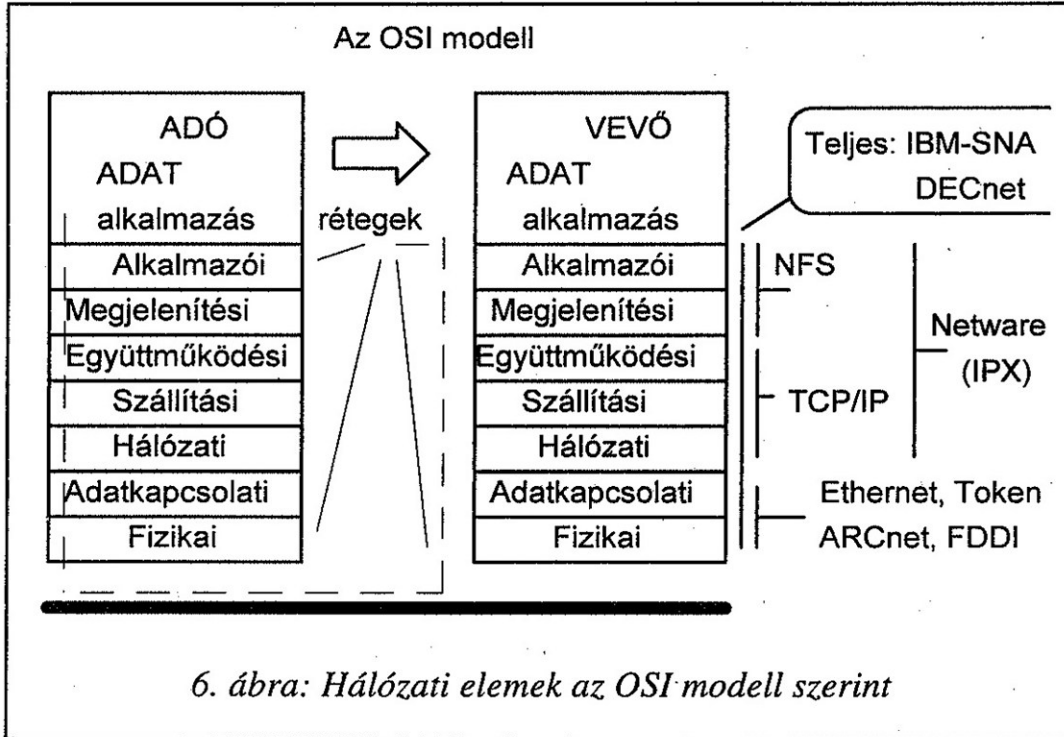 Az OSI modell
ADÓ
ADAT
alkalmazás
Alkalmazói
Megjelenítési
Együttműködési
Szállítási
Hálózati
Adatkapcsolati
Fizikai
rétegek
VEVŐ
ADAT
alkalmazás
Alkalmazói
Megjelenítési
Együttműködési
Szállítási
Hálózati
Adatkapcsolati
Fizikai
Teljes: IBM-SNA
DECnet
NFS
TCP/IP
Netware
(IPX)
Ethernet, Token
ARCnet, FDDI
6. ábra: Hálózati elemek az OSI modell szerint